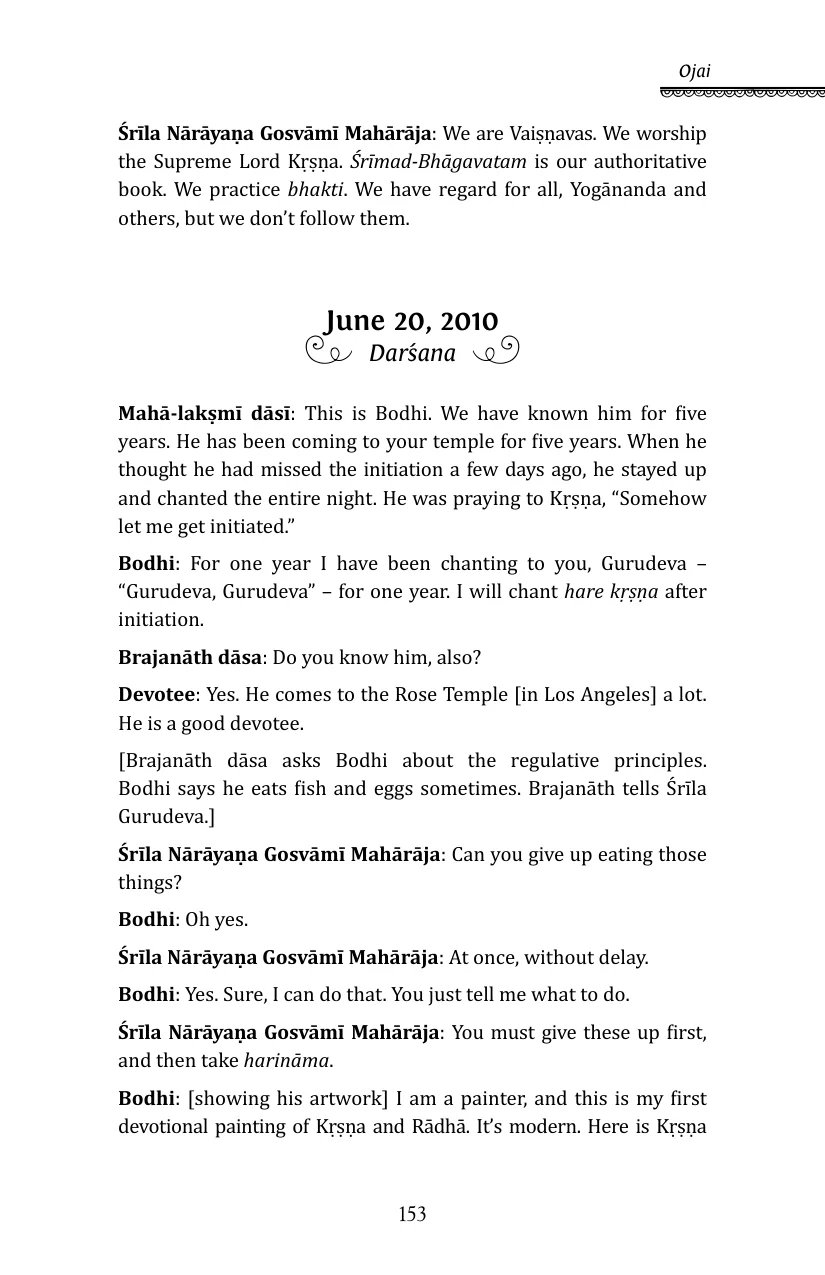 Ojai
Śrīla Nārāyaṇa Gosvāmī Mahārāja: We are Vaiṣṇavas. We worship
the Supreme Lord Kṛṣṇa. Śrīmad-Bhāgavatam is our authoritative
book. We practice bhakti. We have regard for all, Yogānanda and
others, but we don’t follow them.
June 20, 2010
Darśana
Mahā-lakṣmī dāsī: This is Bodhi. We have known him for five
years. He has been coming to your temple for five years. When he
thought he had missed the initiation a few days ago, he stayed up
and chanted the entire night. He was praying to Kṛṣṇa, “Somehow
let me get initiated.”
Bodhi: For one year I have been chanting to you, Gurudeva –
“Gurudeva, Gurudeva” – for one year. I will chant hare kṛṣṇa after
initiation.
Brajanāth dāsa: Do you know him, also?
Devotee: Yes. He comes to the Rose Temple [in Los Angeles] a lot.
He is a good devotee.
[Brajanāth dāsa asks Bodhi about the regulative principles.
Bodhi says he eats fish and eggs sometimes. Brajanāth tells Śrīla
Gurudeva.]
Śrīla Nārāyaṇa Gosvāmī Mahārāja: Can you give up eating those
things?
Bodhi: Oh yes.
Śrīla Nārāyaṇa Gosvāmī Mahārāja: At once, without delay.
Bodhi: Yes. Sure, I can do that. You just tell me what to do.
Śrīla Nārāyaṇa Gosvāmī Mahārāja: You must give these up first,
and then take harināma.
Bodhi: [showing his artwork] I am a painter, and this is my first
devotional painting of Kṛṣṇa and Rādhā. It’s modern. Here is Kṛṣṇa
153